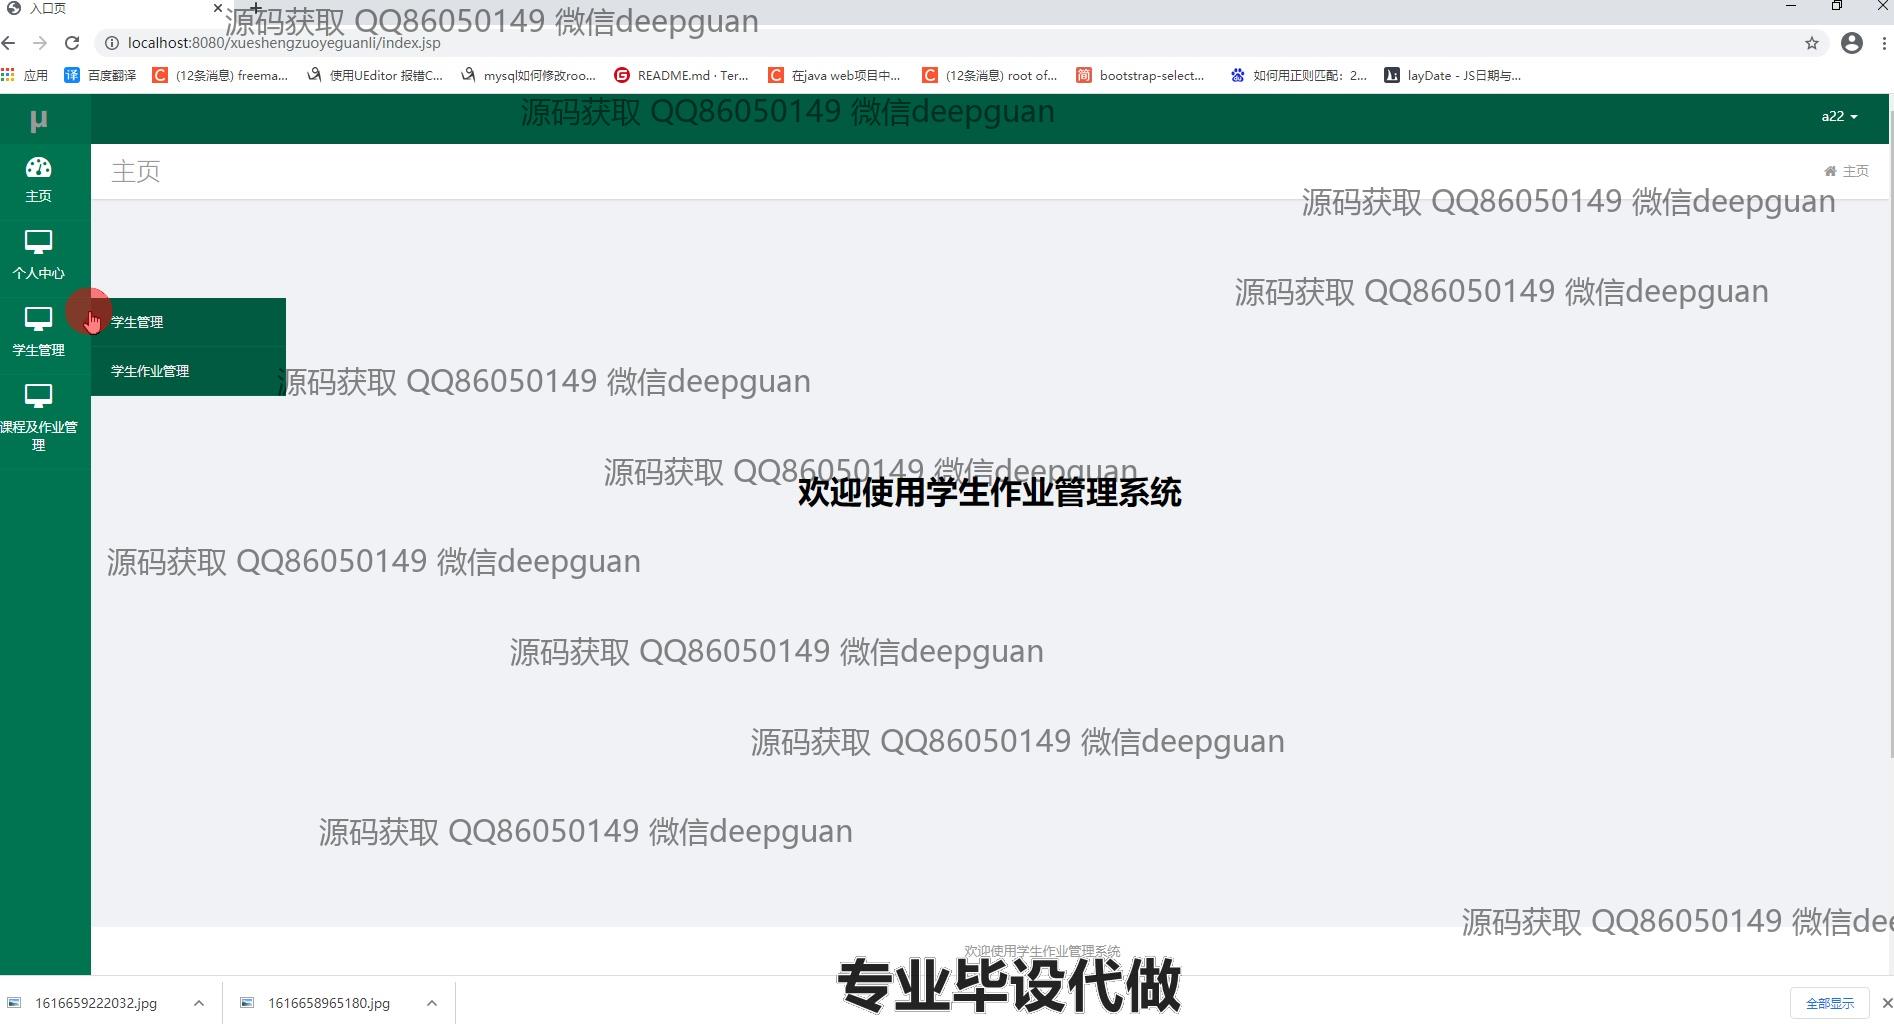 入口页
源码获取 QQ86050149 微信deepguan
localhost:8080/xueshengzuoyeguanli/index.jsp
应用 百度翻译 (12条消息) freema... 使用UEditor 报错C... mysql如何修改roo... README.md · Ter... 在java web项目中... (12条消息) root of... bootstrap-select... 如何用正则匹配：2... layDate - JS日期与...
源码获取 QQ86050149 微信deepguan
µ
a22
主页
主页
主页
源码获取 QQ86050149 微信deepguan
个人中心
源码获取 QQ86050149 微信deepguan
学生管理
学生管理
学生作业管理
源码获取 QQ86050149 微信deepguan
课程及作业管
理
源码获取 QQ86050149 微信deepguan
欢迎使用学生作业管理系统
源码获取 QQ86050149 微信deepguan
源码获取 QQ86050149 微信deepguan
源码获取 QQ86050149 微信deepguan
源码获取 QQ86050149 微信deepguan
源码获取 QQ86050149 微信dee
欢迎使用学生作业管理系统
专业毕设代做
1616659222032.jpg 1616658965180.jpg 全部显示